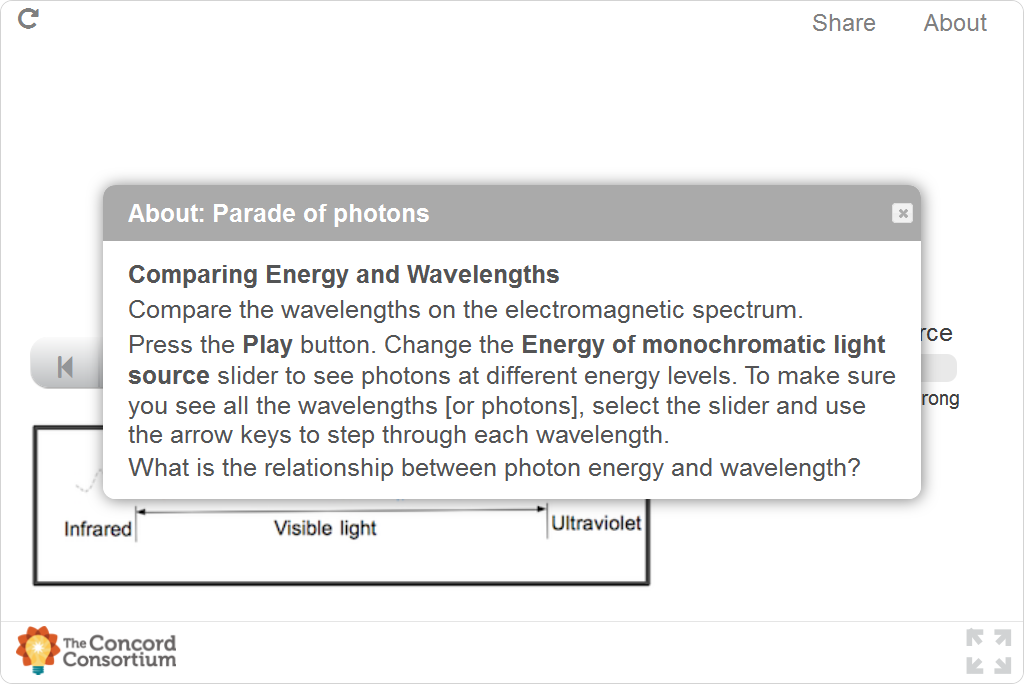 Share About
About: Parade of photons
Comparing Energy and Wavelengths
Compare the wavelengths on the electromagnetic spectrum.
Press the Play button. Change the Energy of monochromatic light
source slider to see photons at different energy levels. To make sure
you see all the wavelengths [or photons], select the slider and use
the arrow keys to step through each wavelength.
What is the relationship between photon energy and wavelength?
rce
rong
Infrared Visible light Ultraviolet
The Concord
Consortium